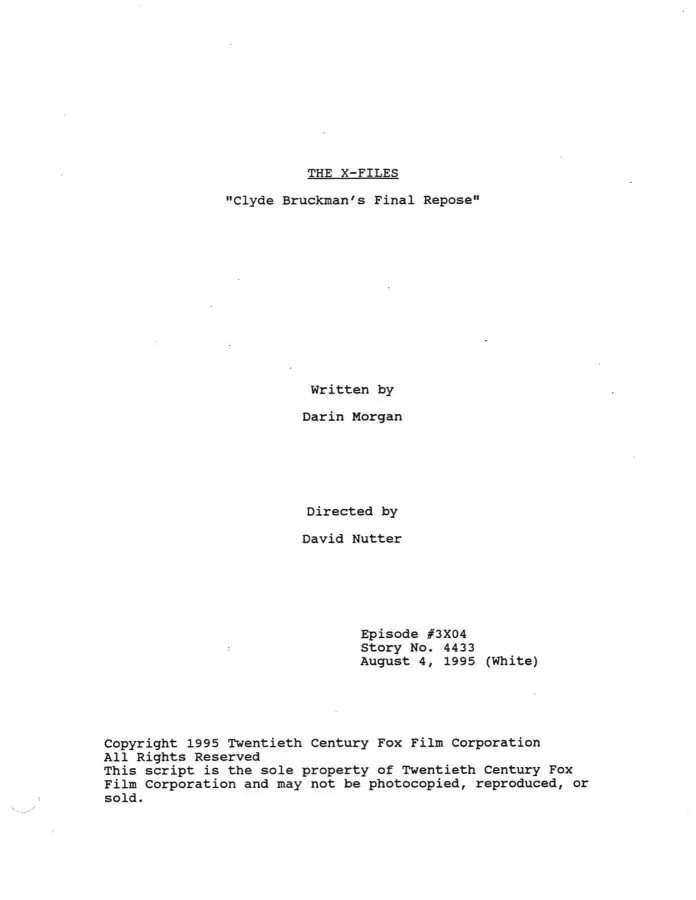 THE X-FILES
"Clyde Bruckman's Final Repose"
Written by
Darin Morgan
Directed by
David Nutter
Episode #3X04
Story No. 4433
August 4, 1995 (White)
Copyright 1995 Twentieth Century Fox Film Corporation
All Rights Reserved
This script is the sole property of Twentieth Century Fox
Film Corporation and may not be photocopied, reproduced, or
sold.